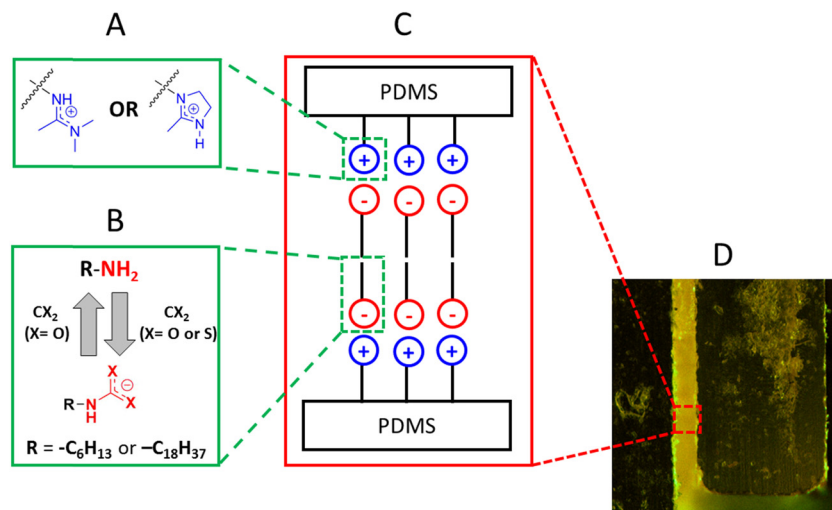 A
NH
N
OR
N
N
H
B
R-NH₂
CX₂
(X= O)
CX₂
(X= O or S)
X
R-N
X
H
R = -C₆H₁₃ or –C₁₈H₃₇
C
PDMS
+ + +
- - -
- - -
+ + +
PDMS
D